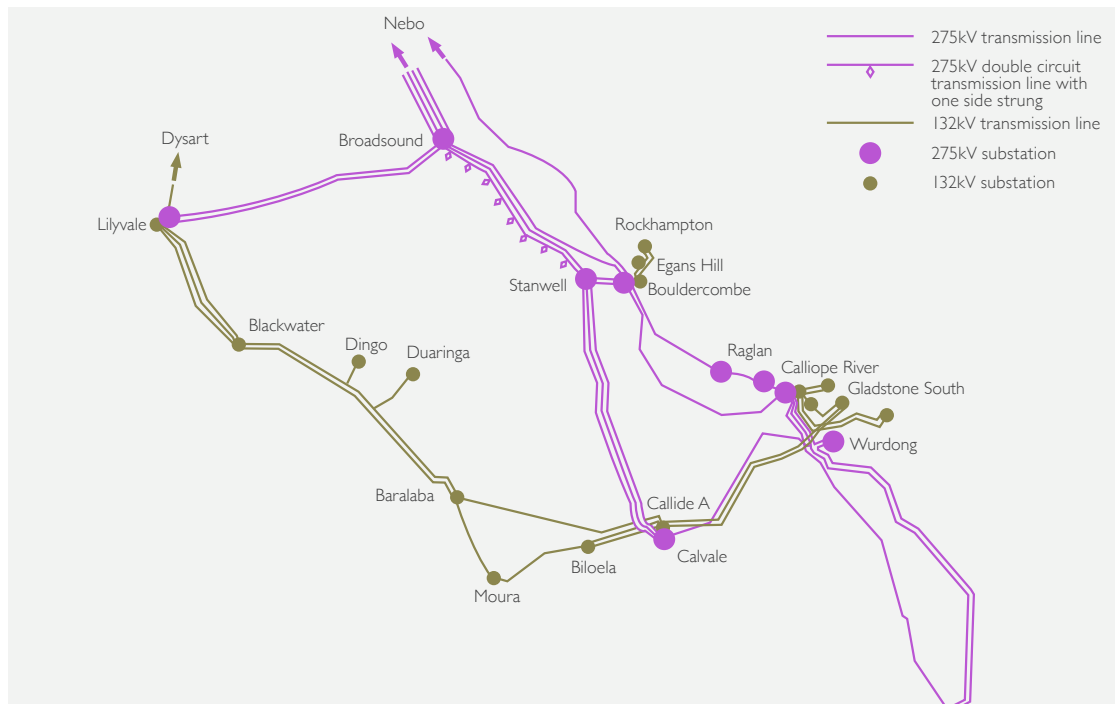 Nebo
275kV transmission line
275kV double circuit
transmission line with
one side strung
132kV transmission line
275kV substation
132kV substation
Broadsound
Dysart
Lilyvale
Rockhampton
Egans Hill
Stanwell
Bouldercombe
Blackwater
Dingo
Duaringa
Raglan
Calliope River
Gladstone South
Wurdong
Baralaba
Callide A
Calvale
Biloela
Moura